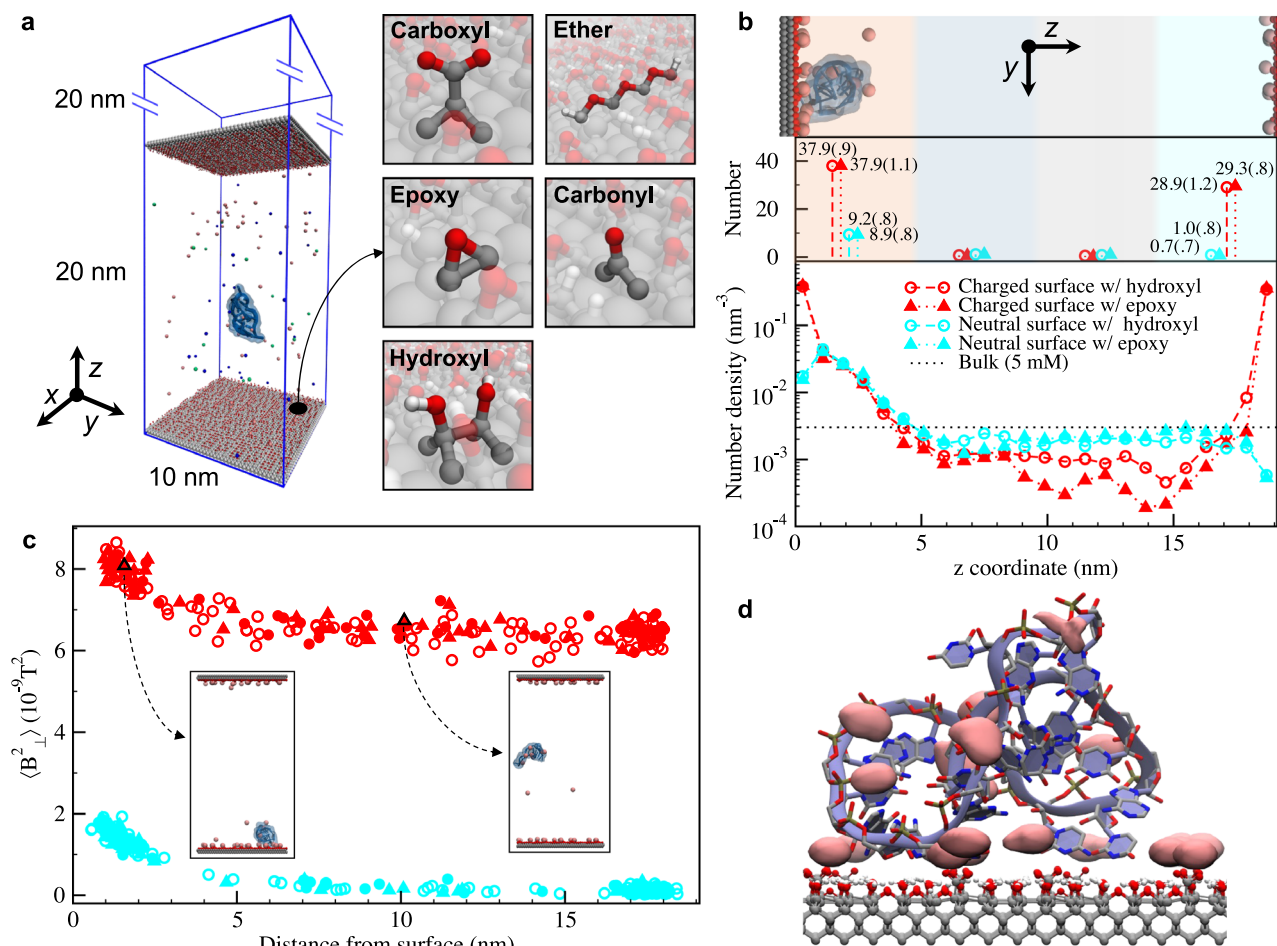 a
20 nm
20 nm
10 nm
x
y
z
Carboxyl
Ether
Epoxy
Carbonyl
Hydroxyl
b
z
y
Number
40
20
0
37.9(.9)
37.9(1.1)
9.2(.8)
8.9(.8)
29.3(.8)
28.9(1.2)
1.0(.8)
0.7(.7)
Number density (nm⁻³)
10⁻¹
10⁻²
10⁻³
10⁻⁴
Charged surface w/ hydroxyl
Charged surface w/ epoxy
Neutral surface w/ hydroxyl
Neutral surface w/ epoxy
Bulk (5 mM)
0
5
10
15
z coordinate (nm)
c
⟨B²⊥⟩ (10⁻⁹T²)
8
6
4
2
0
0
5
10
15
Distance from surface (nm)
d